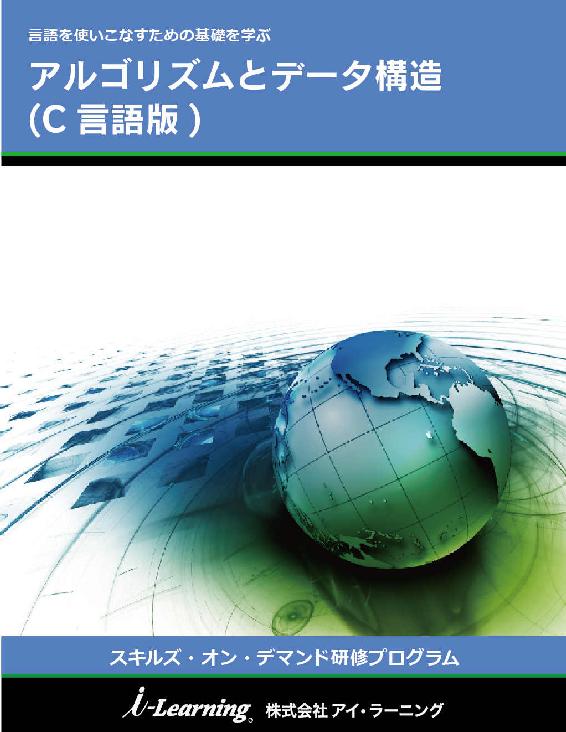 言語を使いこなすための基礎を学ぶ
アルゴリズムとデータ構造
(C 言語版 )
スキルズ・オン・デマンド研修プログラム
i-Learning® 株式会社 アイ・ラーニング